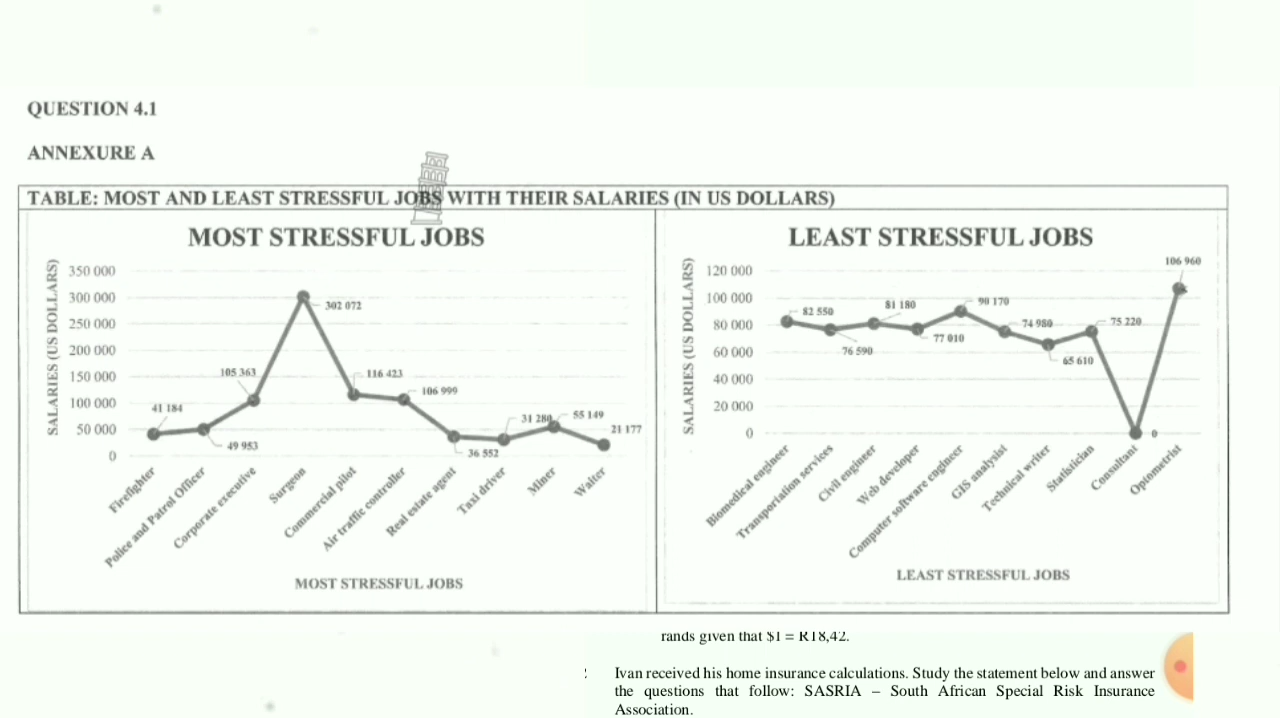 QUESTION 4.1
ANNEXURE A
TABLE: MOST AND LEAST STRESSFUL JOBS WITH THEIR SALARIES (IN US DOLLARS)
MOST STRESSFUL JOBS
SALARIES (US DOLLARS)
350 000
300 000
250 000
200 000
150 000
100 000
50 000
0
41 184
49 953
105 363
302 072
116 423
106 999
36 552
31 280
55 149
21 177
Firefighter
Police and Patrol Officer
Corporate executive
Surgeon
Commercial pilot
Air traffic controller
Real estate agent
Taxi driver
Miner
Waiter
MOST STRESSFUL JOBS
LEAST STRESSFUL JOBS
SALARIES (US DOLLARS)
120 000
100 000
80 000
60 000
40 000
20 000
0
82 550
76 590
81 180
77 010
90 170
74 980
65 610
75 220
0
106 960
Biomedical engineer
Transportation services
Civil engineer
Web developer
Computer software engineer
GIS analysist
Technical writer
Statistician
Consultant
Optometrist
LEAST STRESSFUL JOBS
rands given that $1 = R18,42.
Ivan received his home insurance calculations. Study the statement below and answer
the questions that follow: SASRIA – South African Special Risk Insurance
Association.